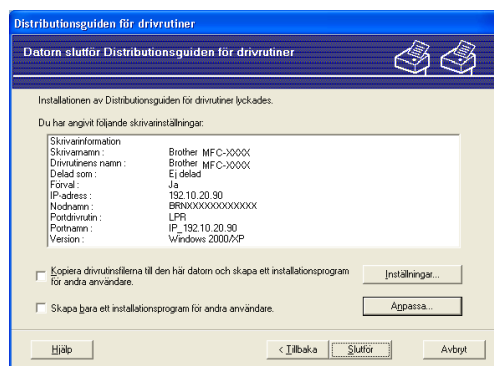 Distributionsguiden för drivrutiner
Datorn slutför Distributionsguiden för drivrutiner
Installationen av Distributionsguiden för drivrutiner lyckades.
Du har angivit följande skrivarinställningar:
Skrivarinformation
Skrivarnamn : Brother MFC-XXXX
Drivrutinens namn : Brother MFC-XXXX
Delad som : Ej delad
Förval : Ja
IP-adress : 192.10.20.90
Nodnamn : BRNXXXXXXXXXXXX
Portdrivrutin : LPR
Portnamn : IP_192.10.20.90
Version : Windows 2000/XP
Kopiera drivrutinsfilerna till den här datorn och skapa ett installationsprogram
för andra användare.
Inställningar...
Skapa bara ett installationsprogram för andra användare.
Anpassa...
Hjälp
< Tillbaka
Slutför
Avbryt